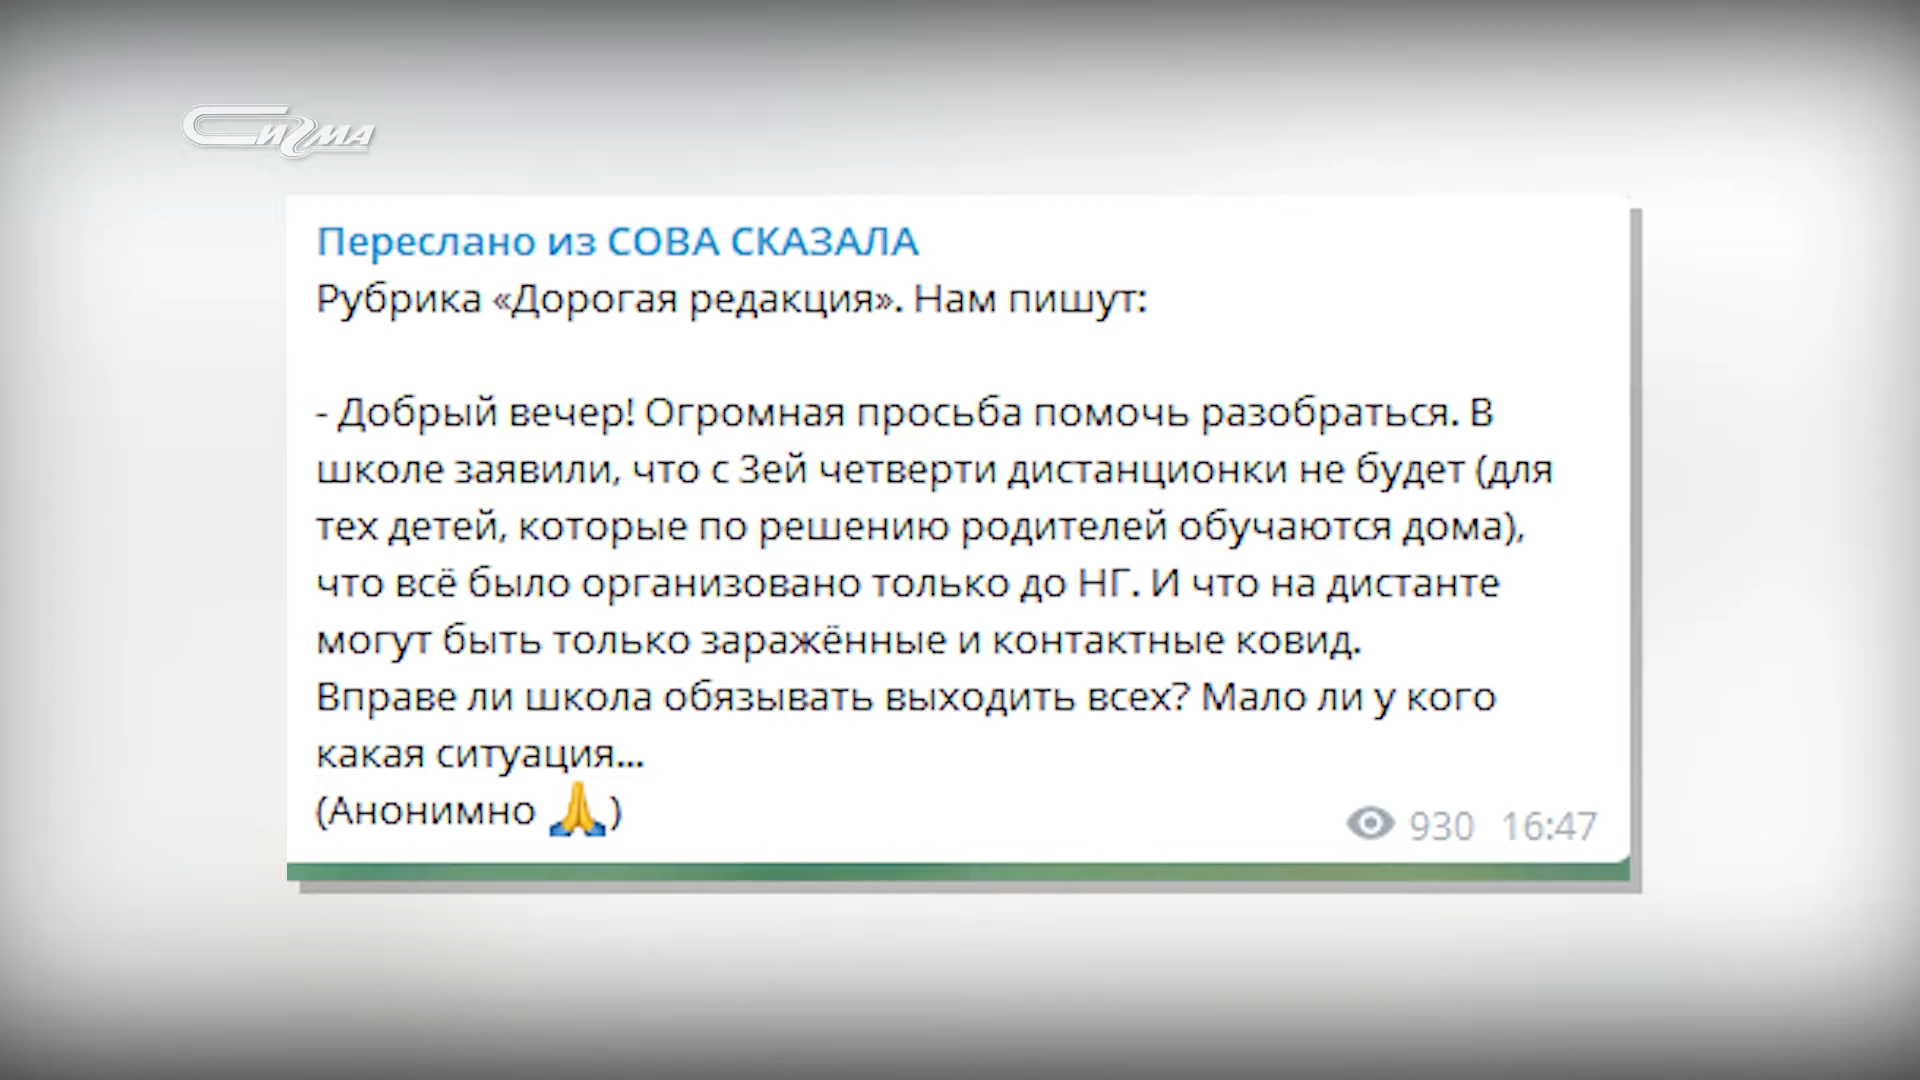 Сигма
Переслано из СОВА СКАЗАЛА
Рубрика «Дорогая редакция». Нам пишут:
- Добрый вечер! Огромная просьба помочь разобраться. В
школе заявили, что с 3ей четверти дистанционки не будет (для
тех детей, которые по решению родителей обучаются дома),
что всё было организовано только до НГ. И что на дистанте
могут быть только заражённые и контактные ковид.
Вправе ли школа обязывать выходить всех? Мало ли у кого
какая ситуация...
(Анонимно 🙏)
930 16:47